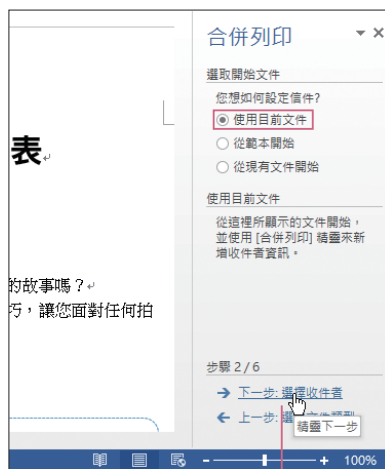 合併列印
選取開始文件
您想如何設定信件?
使用目前文件
從範本開始
從現有文件開始
使用目前文件
從這裡所顯示的文件開始，
並使用 [合併列印] 精靈來新
增收件者資訊。
表
的故事嗎？
巧，讓您面對任何拍
步驟 2 / 6
下一步: 選擇收件者
上一步:
精靈下一步
100%